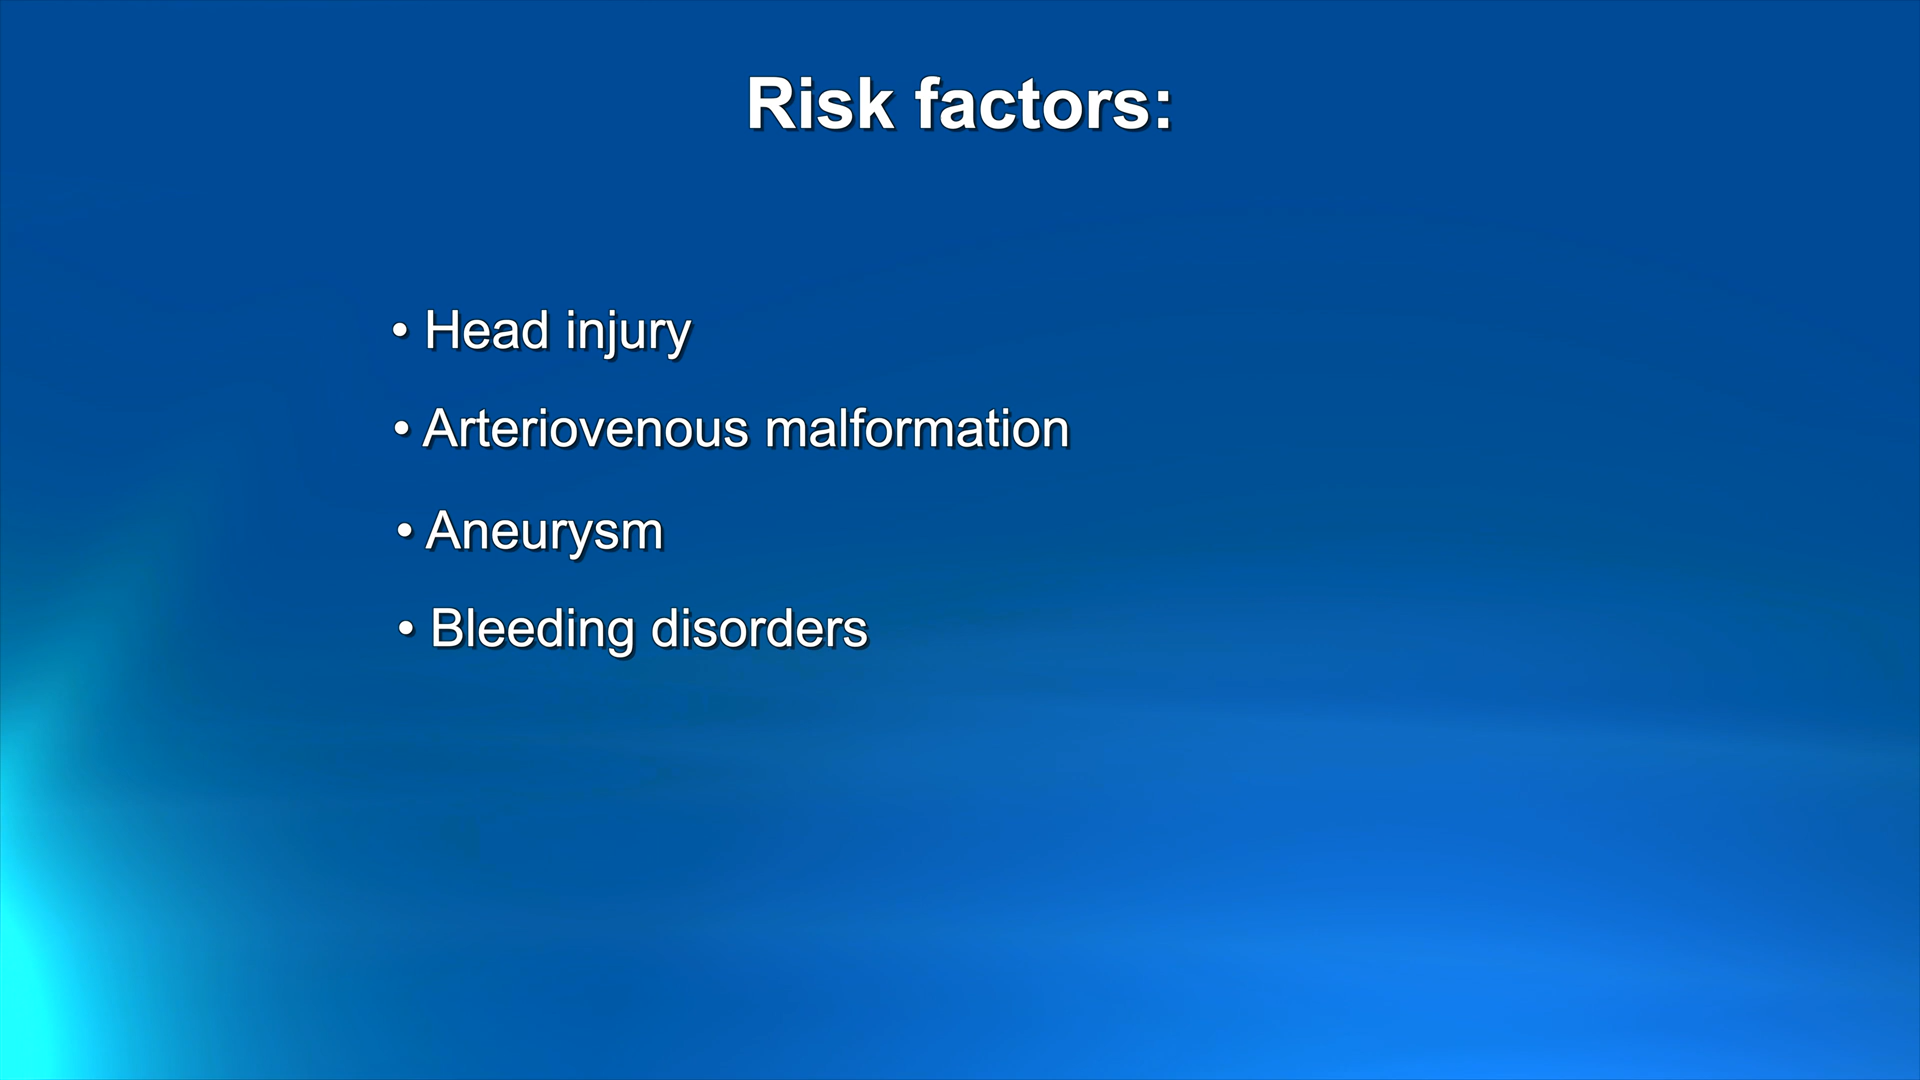 Risk factors:
• Head injury
• Arteriovenous malformation
• Aneurysm
• Bleeding disorders